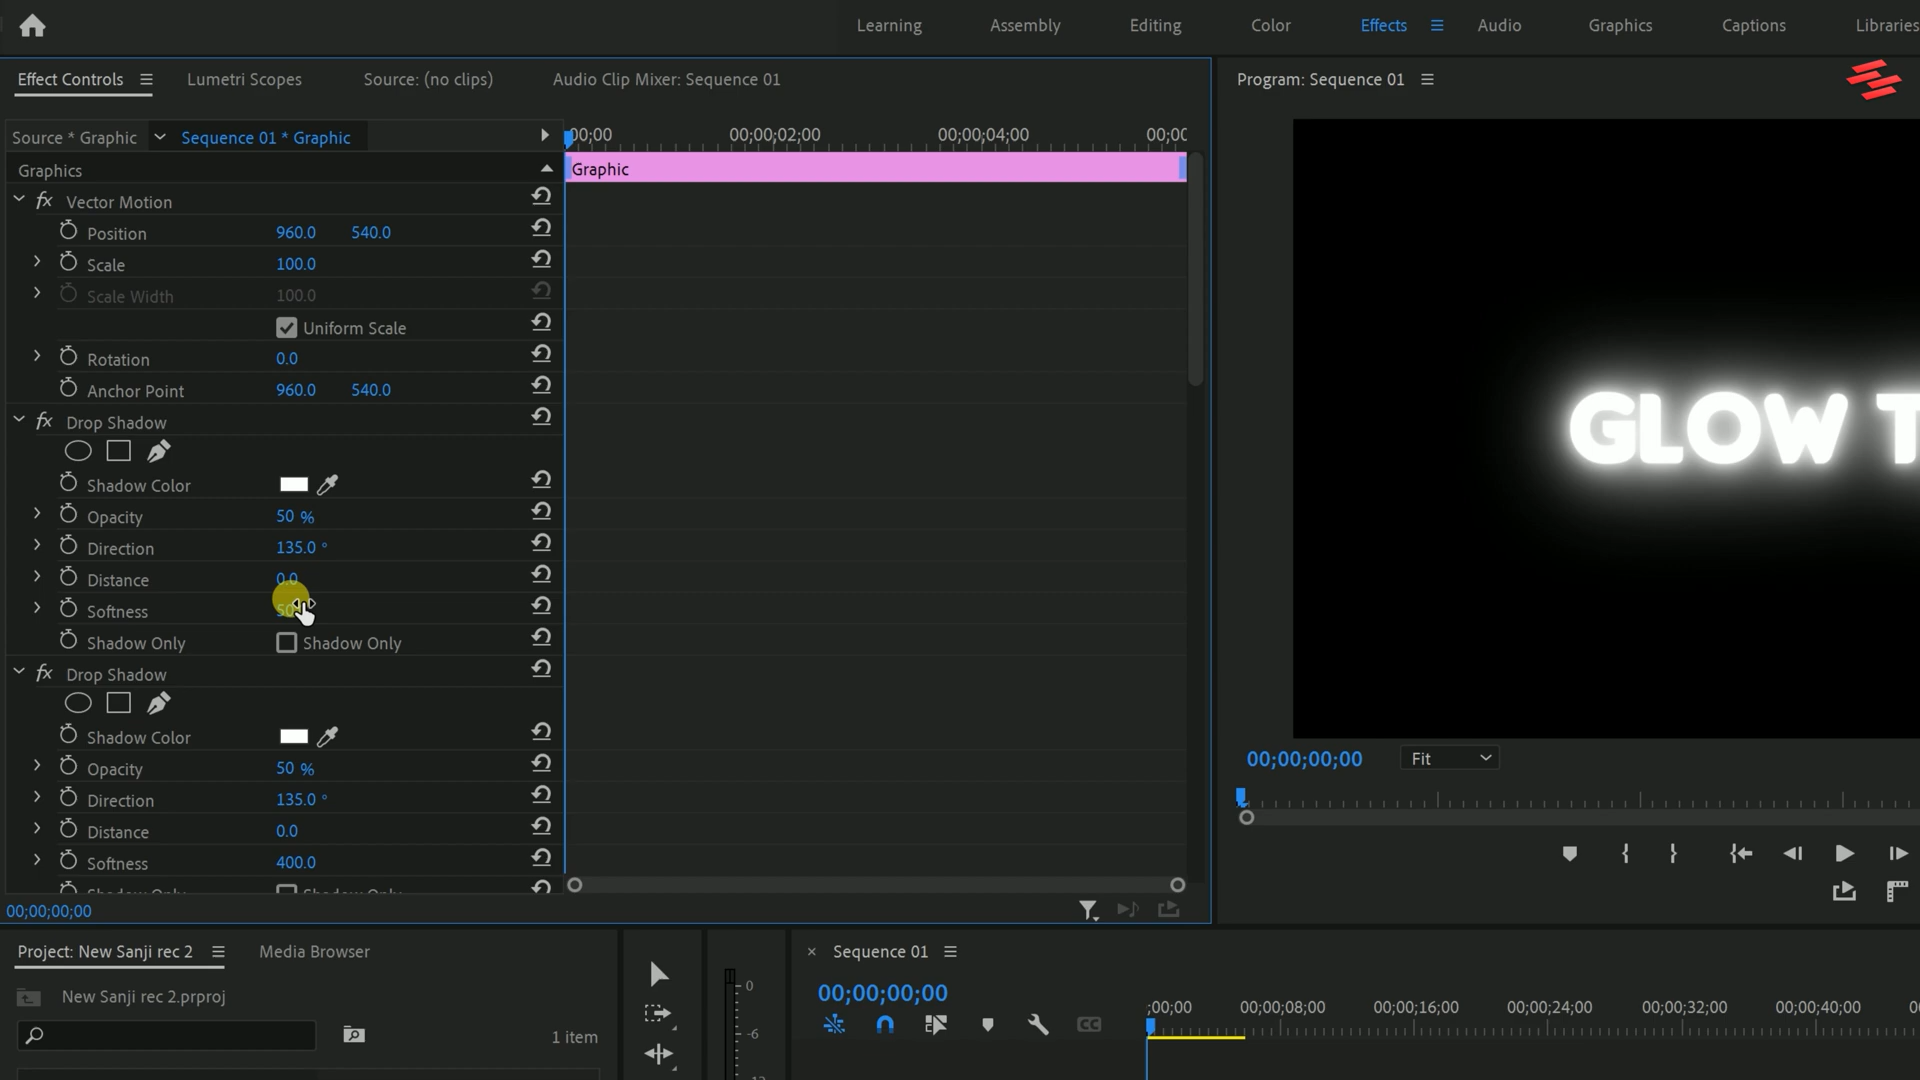 Learning Assembly Editing Color Effects Audio Graphics Captions Libraries
Effect Controls Lumetri Scopes Source: (no clips) Audio Clip Mixer: Sequence 01
Program: Sequence 01
Source * Graphic Sequence 01 * Graphic
00;00 00;00;02;00 00;00;04;00
Graphics
Graphic
fx Vector Motion
Position 960.0 540.0
Scale 100.0
Scale Width 100.0
Uniform Scale
Rotation 0.0
Anchor Point 960.0 540.0
fx Drop Shadow
Shadow Color
Opacity 50 %
Direction 135.0 °
Distance 0.0
Softness
Shadow Only Shadow Only
fx Drop Shadow
Shadow Color
Opacity 50 %
Direction 135.0 °
Distance 0.0
Softness 400.0
Shadow Only Shadow Only
00;00;00;00
GLOW T
00;00;00;00 Fit
Project: New Sanji rec 2 Media Browser
New Sanji rec 2.prproj
1 item
0
-6
-12
× Sequence 01
00;00;00;00
CC
;00;00 00;00;08;00 00;00;16;00 00;00;24;00 00;00;32;00 00;00;40;00